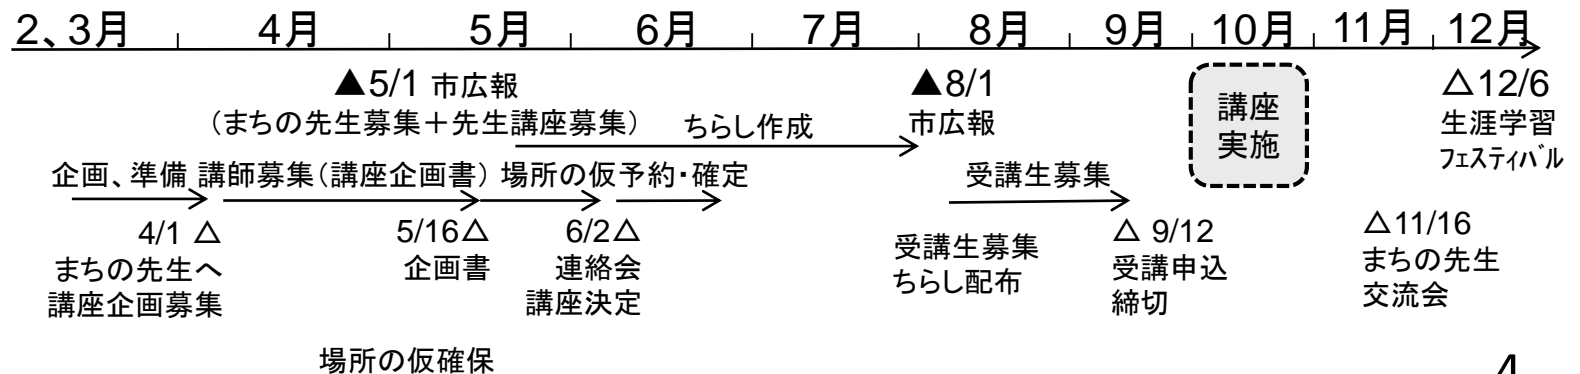 2、3月 4月 5月 6月 7月 8月 9月 10月 11月 12月
▲5/1 市広報
（まちの先生募集＋先生講座募集）
ちらし作成
▲8/1
市広報
講座
実施
△12/6
生涯学習
ﾌｪｽﾃｨﾊﾞﾙ
企画、準備 講師募集（講座企画書） 場所の仮予約・確定
受講生募集
4/1 △
まちの先生へ
講座企画募集
5/16△
企画書
6/2△
連絡会
講座決定
受講生募集
ちらし配布
△ 9/12
受講申込
締切
△11/16
まちの先生
交流会
場所の仮確保
4